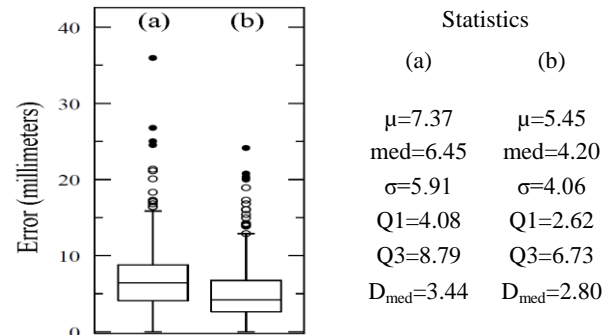 Error (millimeters)
40
30
20
10
0
(a) (b)
Statistics
(a) (b)
µ=7.37 µ=5.45
med=6.45 med=4.20
σ=5.91 σ=4.06
Q1=4.08 Q1=2.62
Q3=8.79 Q3=6.73
Dmed=3.44 Dmed=2.80